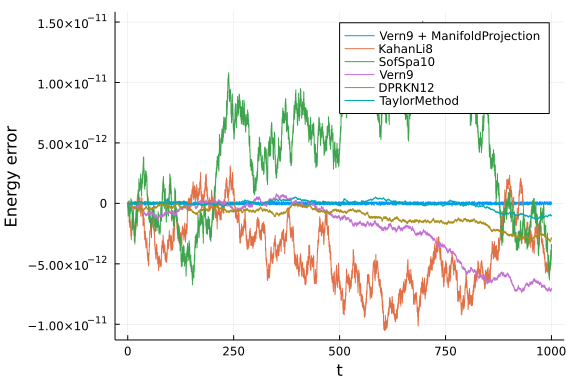 1.50×10⁻¹¹
1.00×10⁻¹¹
5.00×10⁻¹²
0
−5.00×10⁻¹²
−1.00×10⁻¹¹
Energy error
Vern9 + ManifoldProjection
KahanLi8
SofSpa10
Vern9
DPRKN12
TaylorMethod
0 250 500 750 1000
t